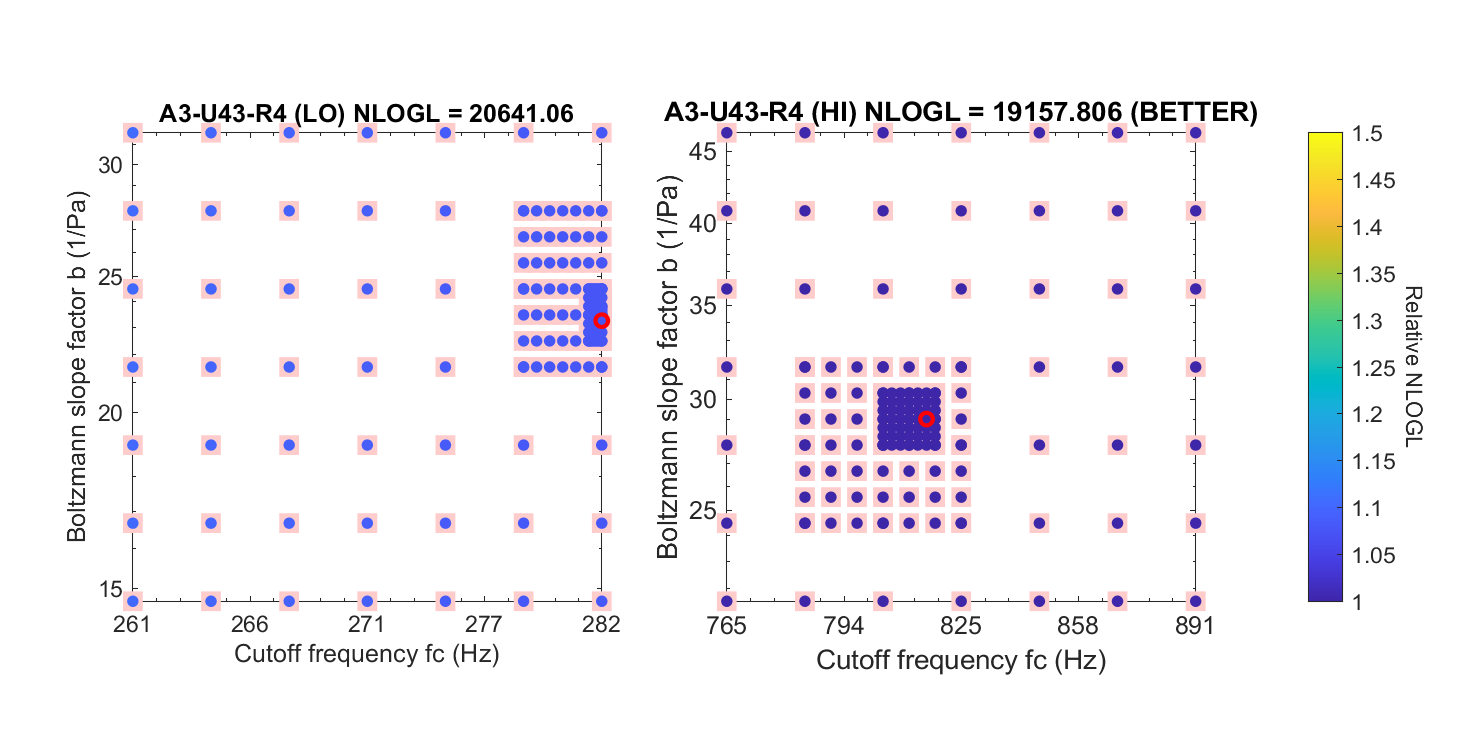 A3-U43-R4 (LO) NLOGL = 20641.06
30
25
20
15
Boltzmann slope factor b (1/Pa)
261 266 271 277 282
Cutoff frequency fc (Hz)
A3-U43-R4 (HI) NLOGL = 19157.806 (BETTER)
45
40
35
30
25
Boltzmann slope factor b (1/Pa)
765 794 825 858 891
Cutoff frequency fc (Hz)
1.5
1.45
1.4
1.35
1.3
1.25
1.2
1.15
1.1
1.05
1
Relative NLOGL